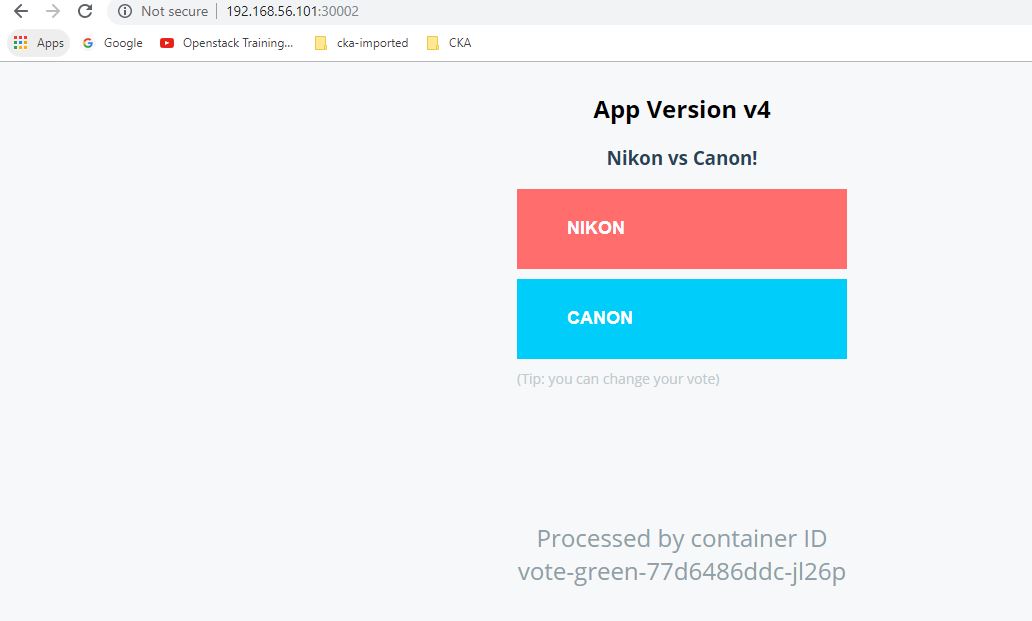 Not secure | 192.168.56.101:30002
Apps Google Openstack Training... cka-imported CKA
App Version v4
Nikon vs Canon!
NIKON
CANON
(Tip: you can change your vote)
Processed by container ID
vote-green-77d6486ddc-jl26p